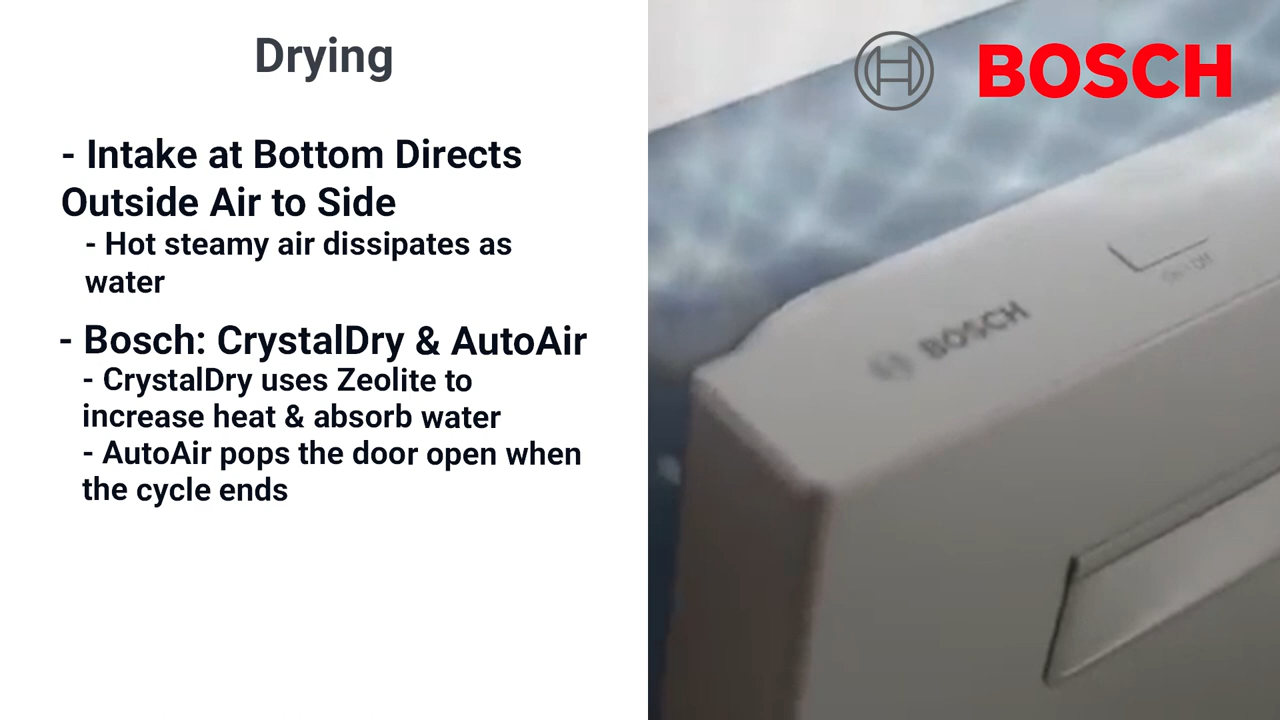 Drying
- Intake at Bottom Directs
Outside Air to Side
- Hot steamy air dissipates as
water
- Bosch: CrystalDry & AutoAir
- CrystalDry uses Zeolite to
increase heat & absorb water
- AutoAir pops the door open when
the cycle ends
BOSCH
BOSCH